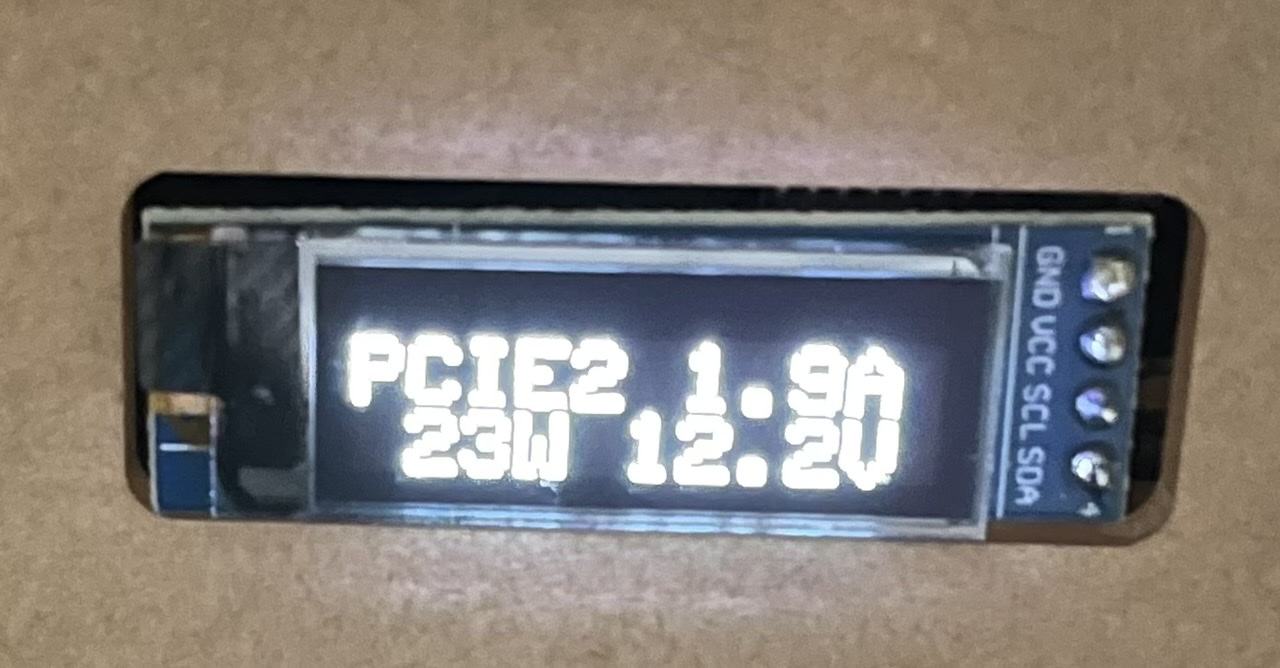 PCIE2 1.9A
23W 12.2V
GND VCC SCL SDA